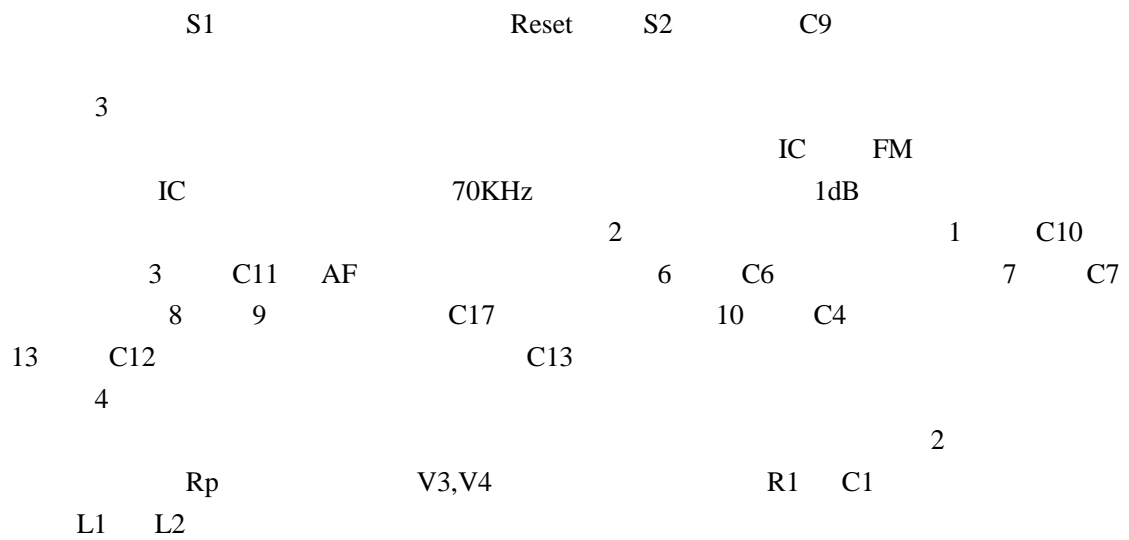 S1 Reset S2 C9
3
IC FM
IC 70KHz 1dB
2 1 C10
3 C11 AF 6 C6 7 C7
8 9 C17 10 C4
13 C12 C13
4
2
Rp V3,V4 R1 C1
L1 L2